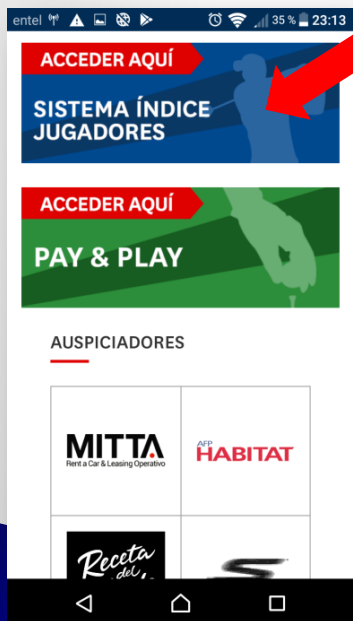 entel 35 % 23:13
ACCEDER AQUÍ
SISTEMA ÍNDICE
JUGADORES
ACCEDER AQUÍ
PAY & PLAY
AUSPICIADORES
MITTA
Rent a Car & Leasing Operativo
AFP
HABITAT
Receta
del